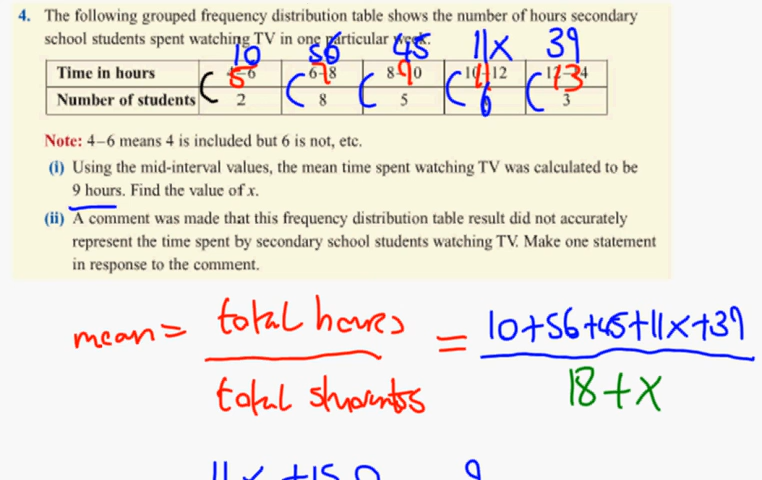 4. The following grouped frequency distribution table shows the number of hours secondary
school students spent watching TV in one particular week.
10 56 45 11x 39
Time in hours 6–8 8–10 10–12
5 7 9 11 13
Number of students 2 8 5 3
6
Note: 4–6 means 4 is included but 6 is not, etc.
(i) Using the mid-interval values, the mean time spent watching TV was calculated to be
9 hours. Find the value of x.
(ii) A comment was made that this frequency distribution table result did not accurately
represent the time spent by secondary school students watching TV. Make one statement
in response to the comment.
mean = total hours = 10+56+45+11x+39
total students 18+x
11x +150 9